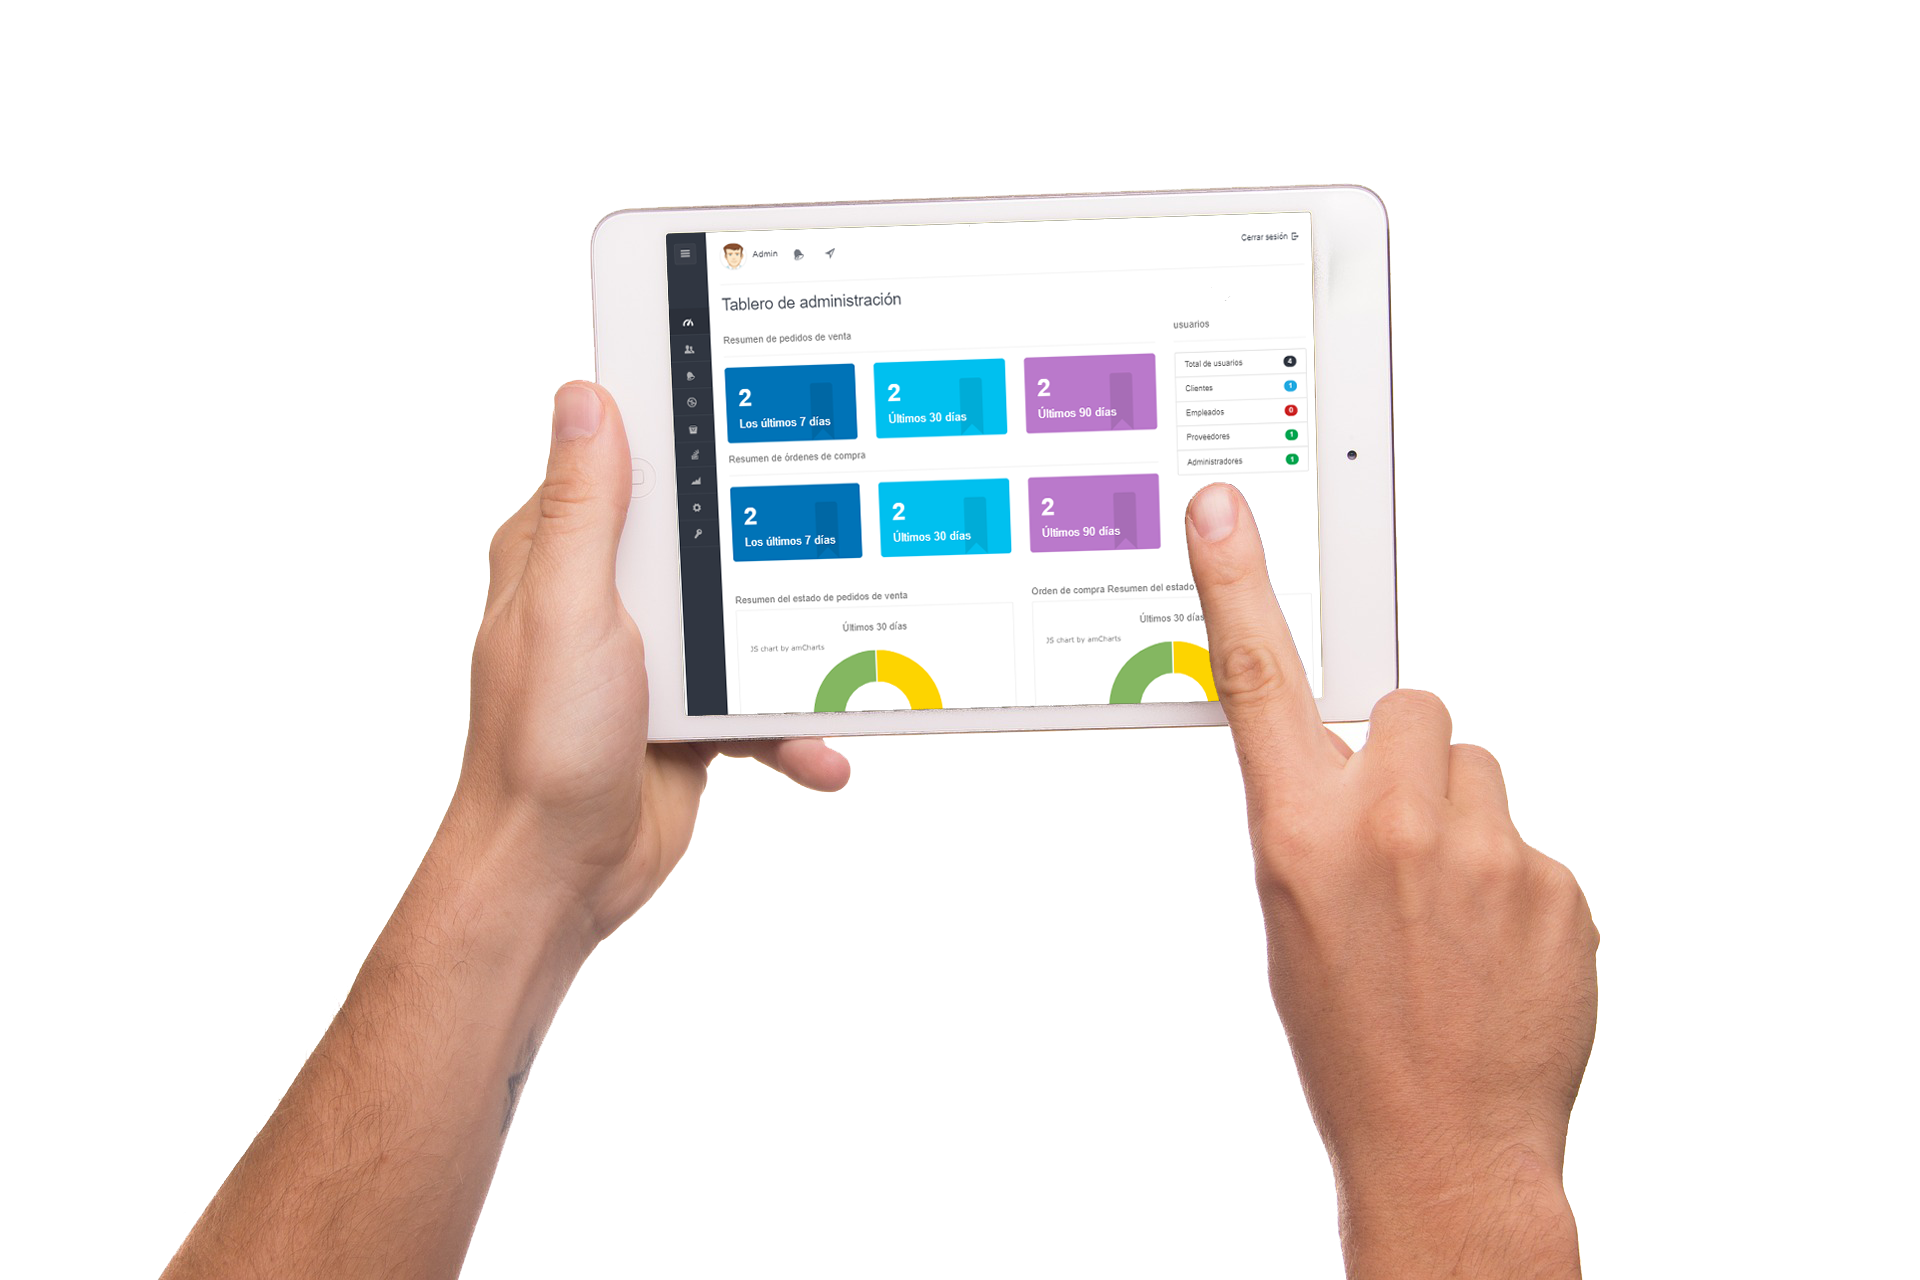 Admin
Cerrar sesión
Tablero de administración
Resumen de pedidos de venta
2
Los últimos 7 días
2
Últimos 30 días
2
Últimos 90 días
usuarios
Total de usuarios 4
Clientes 1
Empleados 0
Proveedores 1
Administradores 1
Resumen de órdenes de compra
2
Los últimos 7 días
2
Últimos 30 días
2
Últimos 90 días
Resumen del estado de pedidos de venta
Últimos 30 días
JS chart by amCharts
Orden de compra Resumen del estado
Últimos 30 días
JS chart by amCharts